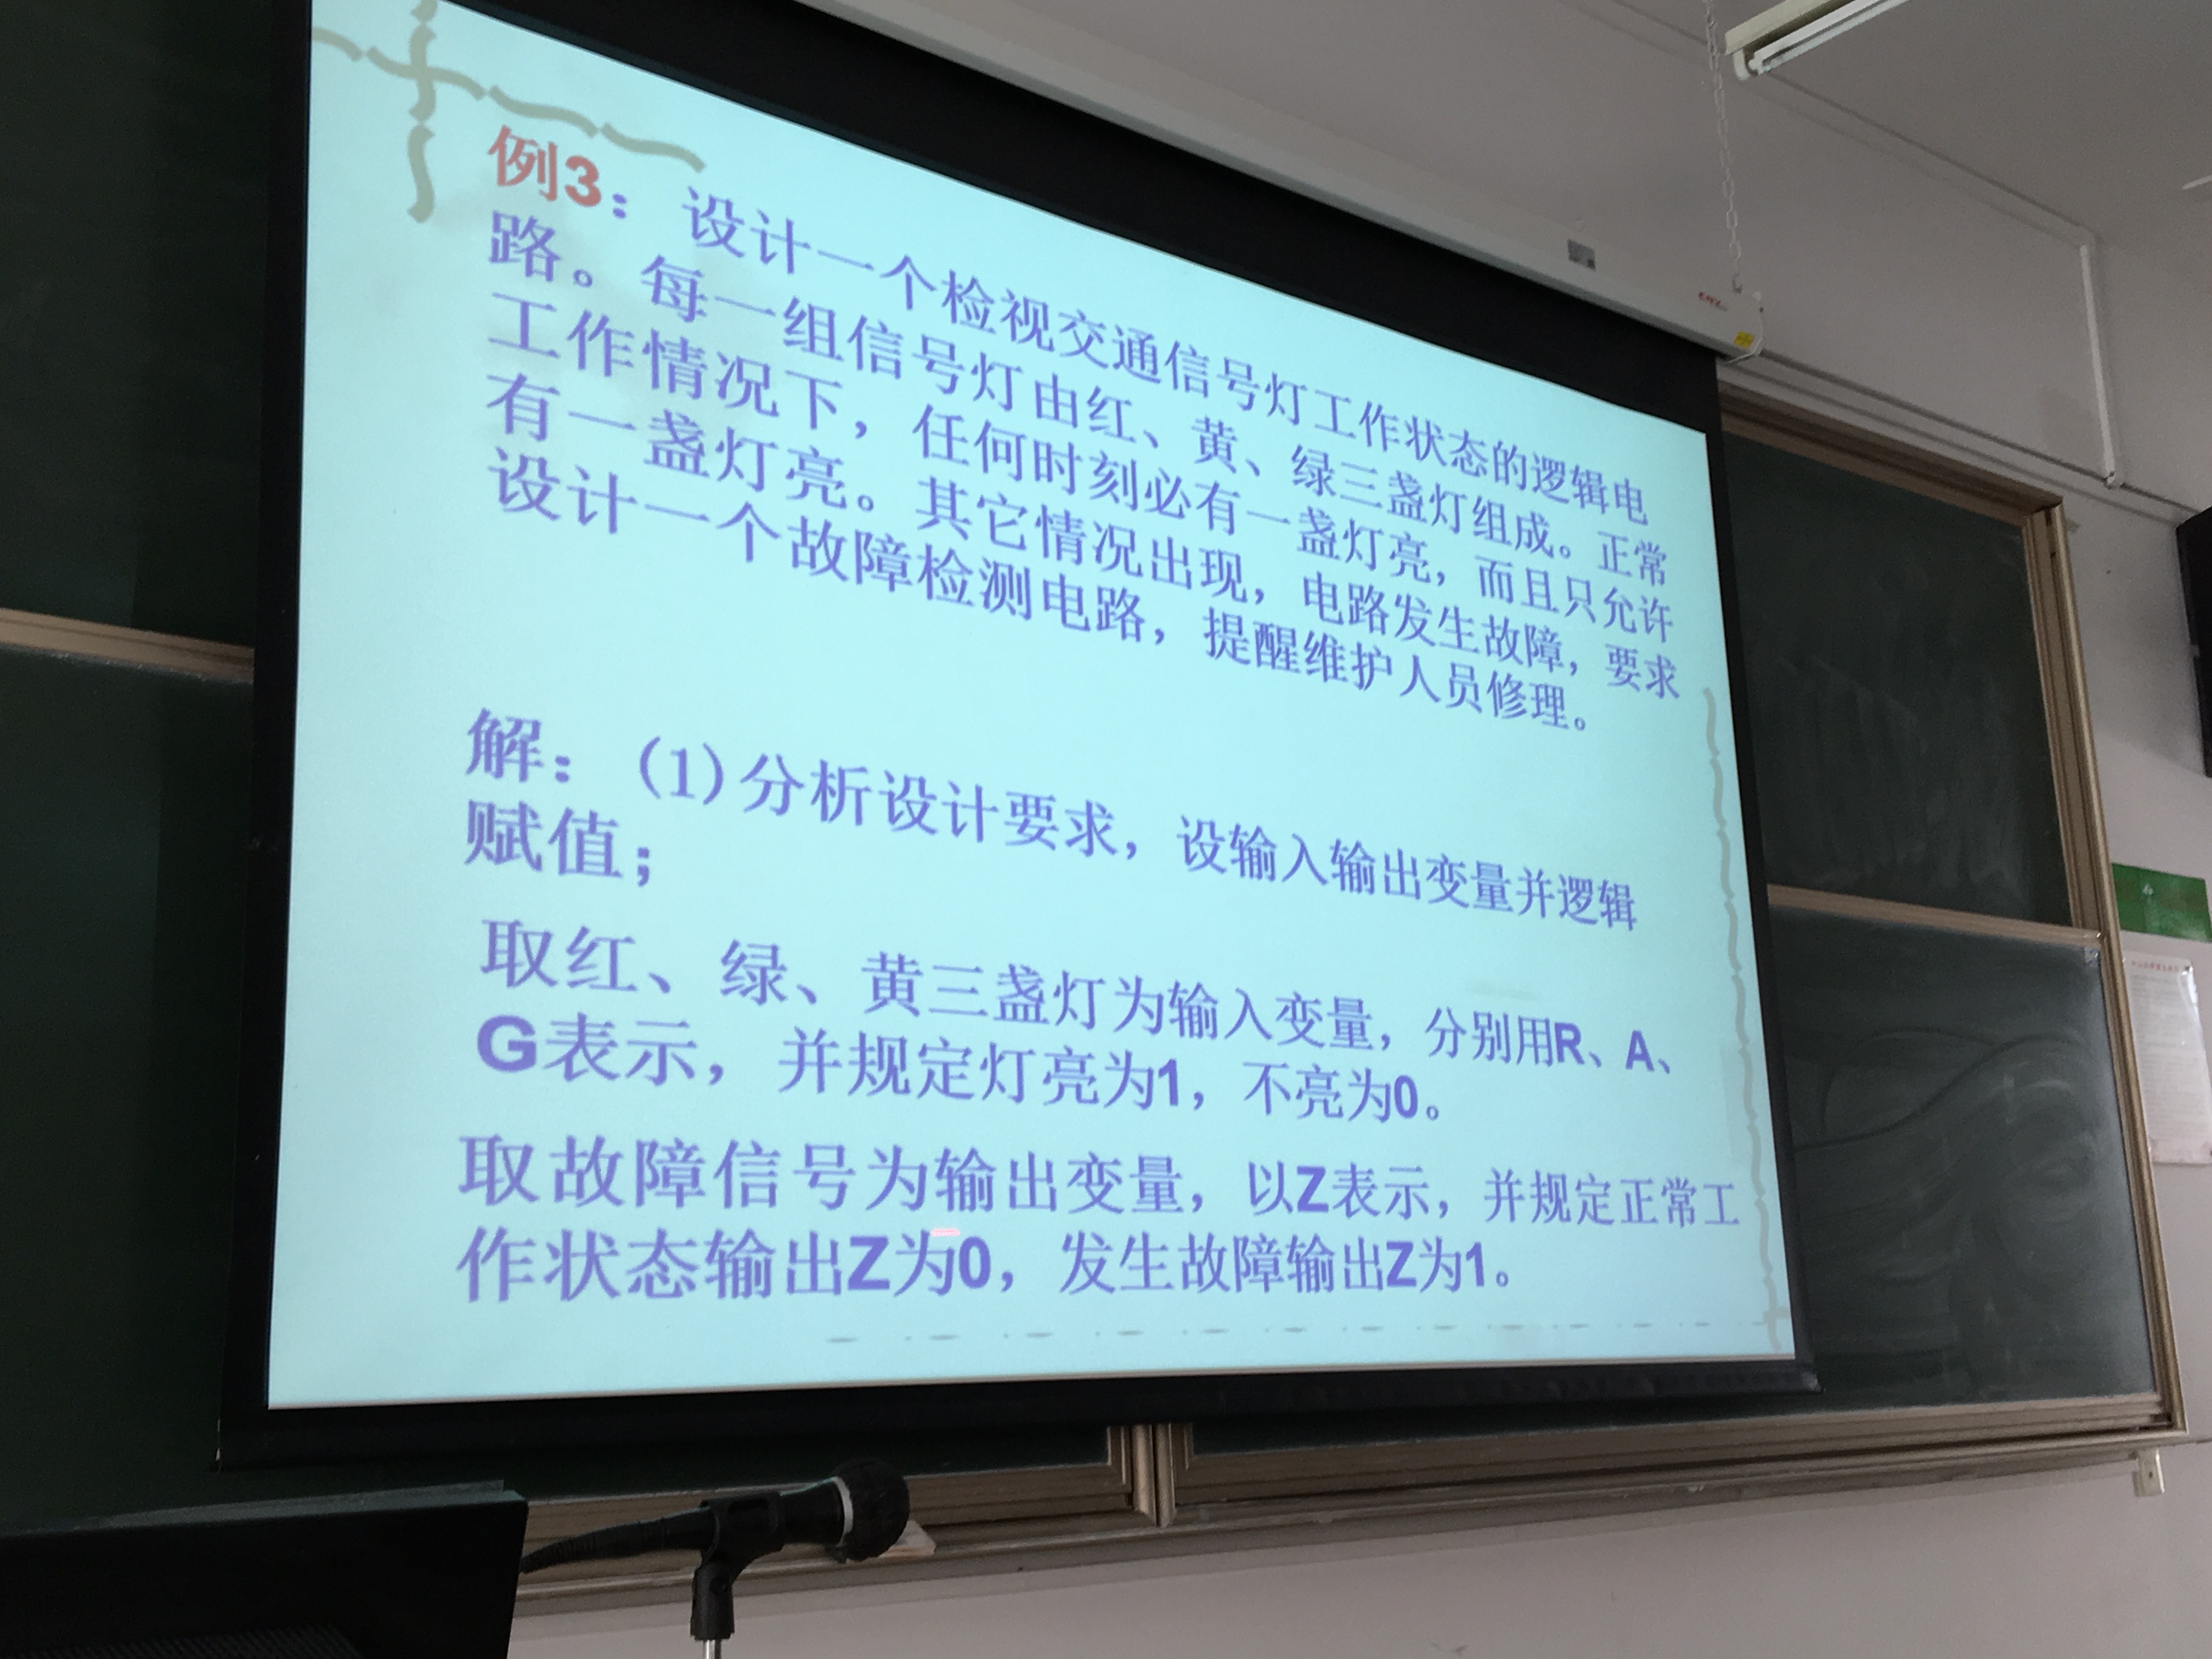 例3：设计一个检视交通信号灯工作状态的逻辑电
路。每一组信号灯由红、黄、绿三盏灯组成。正常
工作情况下，任何时刻必有一盏灯亮，而且只允许
有一盏灯亮。其它情况出现，电路发生故障，要求
设计一个故障检测电路，提醒维护人员修理。
解：(1)分析设计要求，设输入输出变量并逻辑
赋值；
取红、绿、黄三盏灯为输入变量，分别用R、A、
G表示，并规定灯亮为1，不亮为0。
取故障信号为输出变量，以Z表示，并规定正常工
作状态输出Z为0，发生故障输出Z为1。